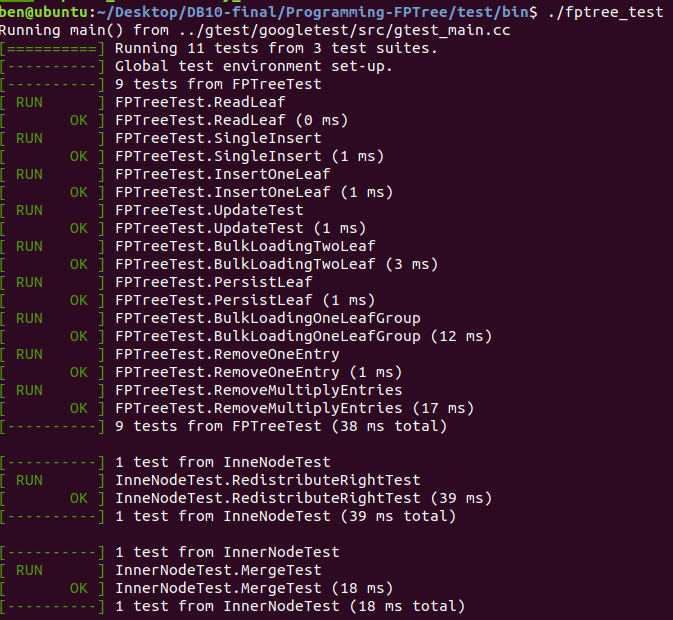 ben@ubuntu:~/Desktop/DB10-final/Programming-FPTree/test/bin$ ./fptree_test
Running main() from ../gtest/googletest/src/gtest_main.cc
[==========] Running 11 tests from 3 test suites.
[----------] Global test environment set-up.
[----------] 9 tests from FPTreeTest
[ RUN      ] FPTreeTest.ReadLeaf
[       OK ] FPTreeTest.ReadLeaf (0 ms)
[ RUN      ] FPTreeTest.SingleInsert
[       OK ] FPTreeTest.SingleInsert (1 ms)
[ RUN      ] FPTreeTest.InsertOneLeaf
[       OK ] FPTreeTest.InsertOneLeaf (1 ms)
[ RUN      ] FPTreeTest.UpdateTest
[       OK ] FPTreeTest.UpdateTest (1 ms)
[ RUN      ] FPTreeTest.BulkLoadingTwoLeaf
[       OK ] FPTreeTest.BulkLoadingTwoLeaf (3 ms)
[ RUN      ] FPTreeTest.PersistLeaf
[       OK ] FPTreeTest.PersistLeaf (1 ms)
[ RUN      ] FPTreeTest.BulkLoadingOneLeafGroup
[       OK ] FPTreeTest.BulkLoadingOneLeafGroup (12 ms)
[ RUN      ] FPTreeTest.RemoveOneEntry
[       OK ] FPTreeTest.RemoveOneEntry (1 ms)
[ RUN      ] FPTreeTest.RemoveMultiplyEntries
[       OK ] FPTreeTest.RemoveMultiplyEntries (17 ms)
[----------] 9 tests from FPTreeTest (38 ms total)

[----------] 1 test from InneNodeTest
[ RUN      ] InneNodeTest.RedistributeRightTest
[       OK ] InneNodeTest.RedistributeRightTest (39 ms)
[----------] 1 test from InneNodeTest (39 ms total)

[----------] 1 test from InnerNodeTest
[ RUN      ] InnerNodeTest.MergeTest
[       OK ] InnerNodeTest.MergeTest (18 ms)
[----------] 1 test from InnerNodeTest (18 ms total)